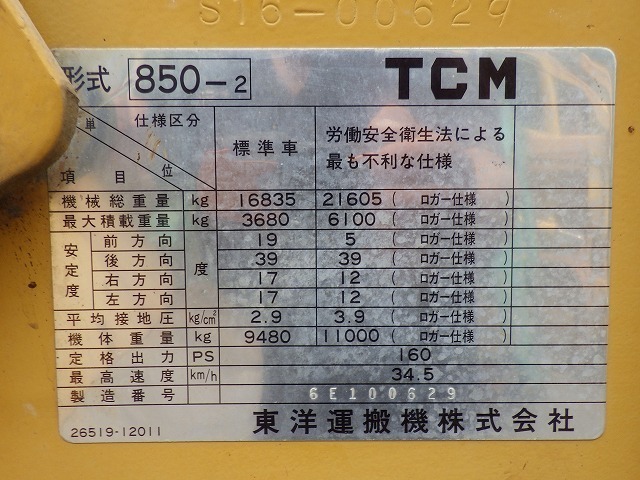 S16-00629
形式 850-2 TCM
単位 仕様区分 標準車 労働安全衛生法による
項目 最も不利な仕様
機械総重量 kg 16835 21605 ( ロガー仕様
最大積載重量 kg 3680 6100 ( ロガー仕様
安定度 前方向 度 19 5 ( ロガー仕様
後方向 39 39 ( ロガー仕様
右方向 17 12 ( ロガー仕様
左方向 17 12 ( ロガー仕様
平均接地圧 kg/cm² 2.9 3.9 ( ロガー仕様
機体重量 kg 9480 11000 ( ロガー仕様
定格出力 PS 160
最高速度 km/h 34.5
製造番号 6E100629
26519-12011 東洋運搬機株式会社